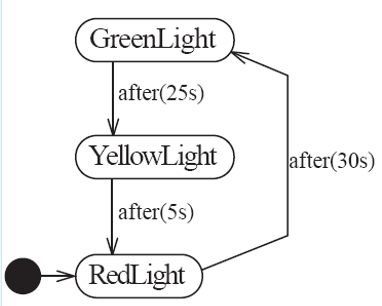 GreenLight
after(25s)
YellowLight
after(30s)
after(5s)
RedLight